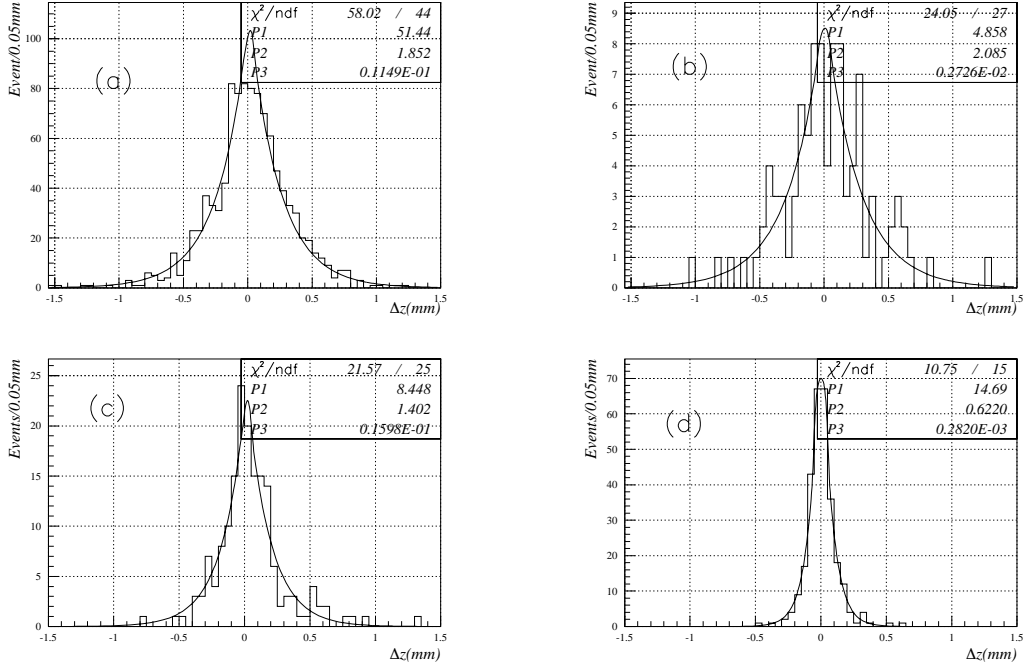 Event/0.05mm
(a)
χ²/ndf 58.02 / 44
P1 51.44
P2 1.852
P3 0.1149E-01
100
80
60
40
20
0
-1.5 -1 -0.5 0 0.5 1 1.5
Δz(mm)
Event/0.05mm
(b)
χ²/ndf 24.05 / 27
P1 4.858
P2 2.085
P3 0.2726E-02
9
8
7
6
5
4
3
2
1
0
-1.5 -1 -0.5 0 0.5 1 1.5
Δz(mm)
Events/0.05mm
(c)
χ²/ndf 21.57 / 25
P1 8.448
P2 1.402
P3 0.1598E-01
25
20
15
10
5
0
-1.5 -1 -0.5 0 0.5 1 1.5
Δz(mm)
Events/0.05mm
(d)
χ²/ndf 10.75 / 15
P1 14.69
P2 0.6220
P3 0.2820E-03
70
60
50
40
30
20
10
0
-1.5 -1 -0.5 0 0.5 1 1.5
Δz(mm)